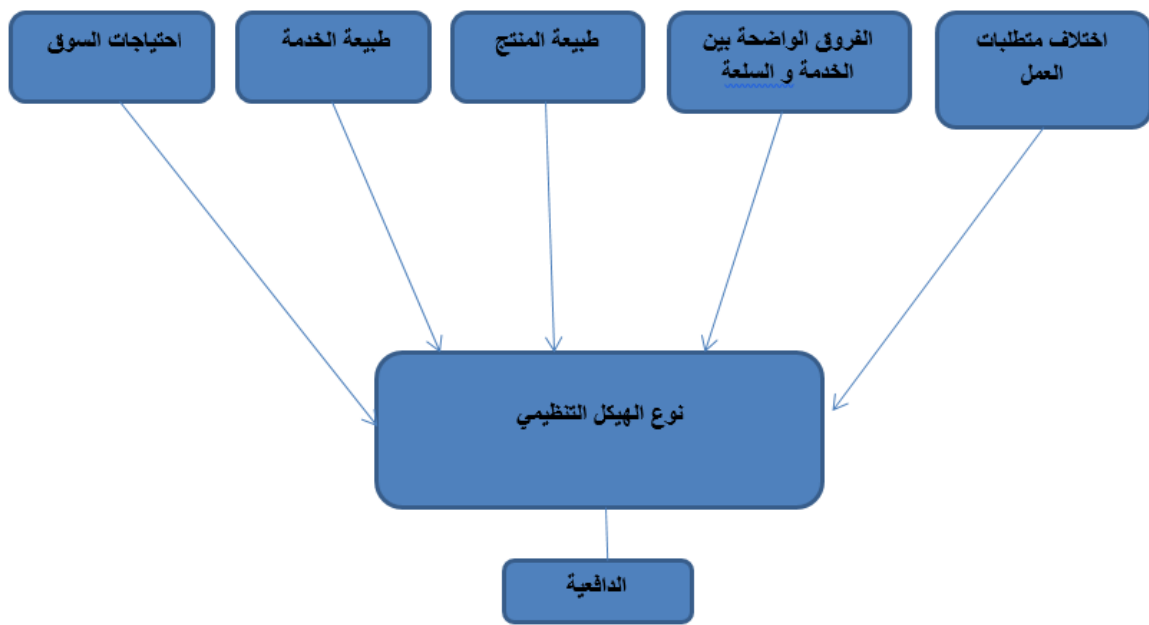 اختلاف متطلبات
العمل
الفروق الواضحة بين
الخدمة و السلعة
طبيعة المنتج
طبيعة الخدمة
احتياجات السوق
نوع الهيكل التنظيمي
الدافعية